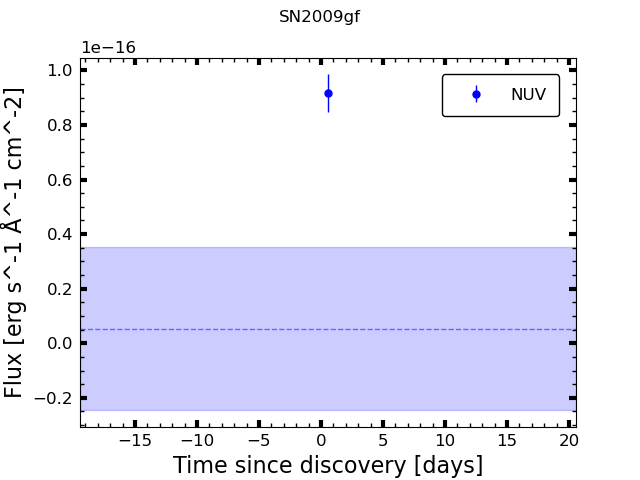 SN2009gf
1e−16
1.0
0.8
0.6
0.4
0.2
0.0
−0.2
Flux [erg s^-1 Å^-1 cm^-2]
NUV
−15 −10 −5 0 5 10 15 20
Time since discovery [days]